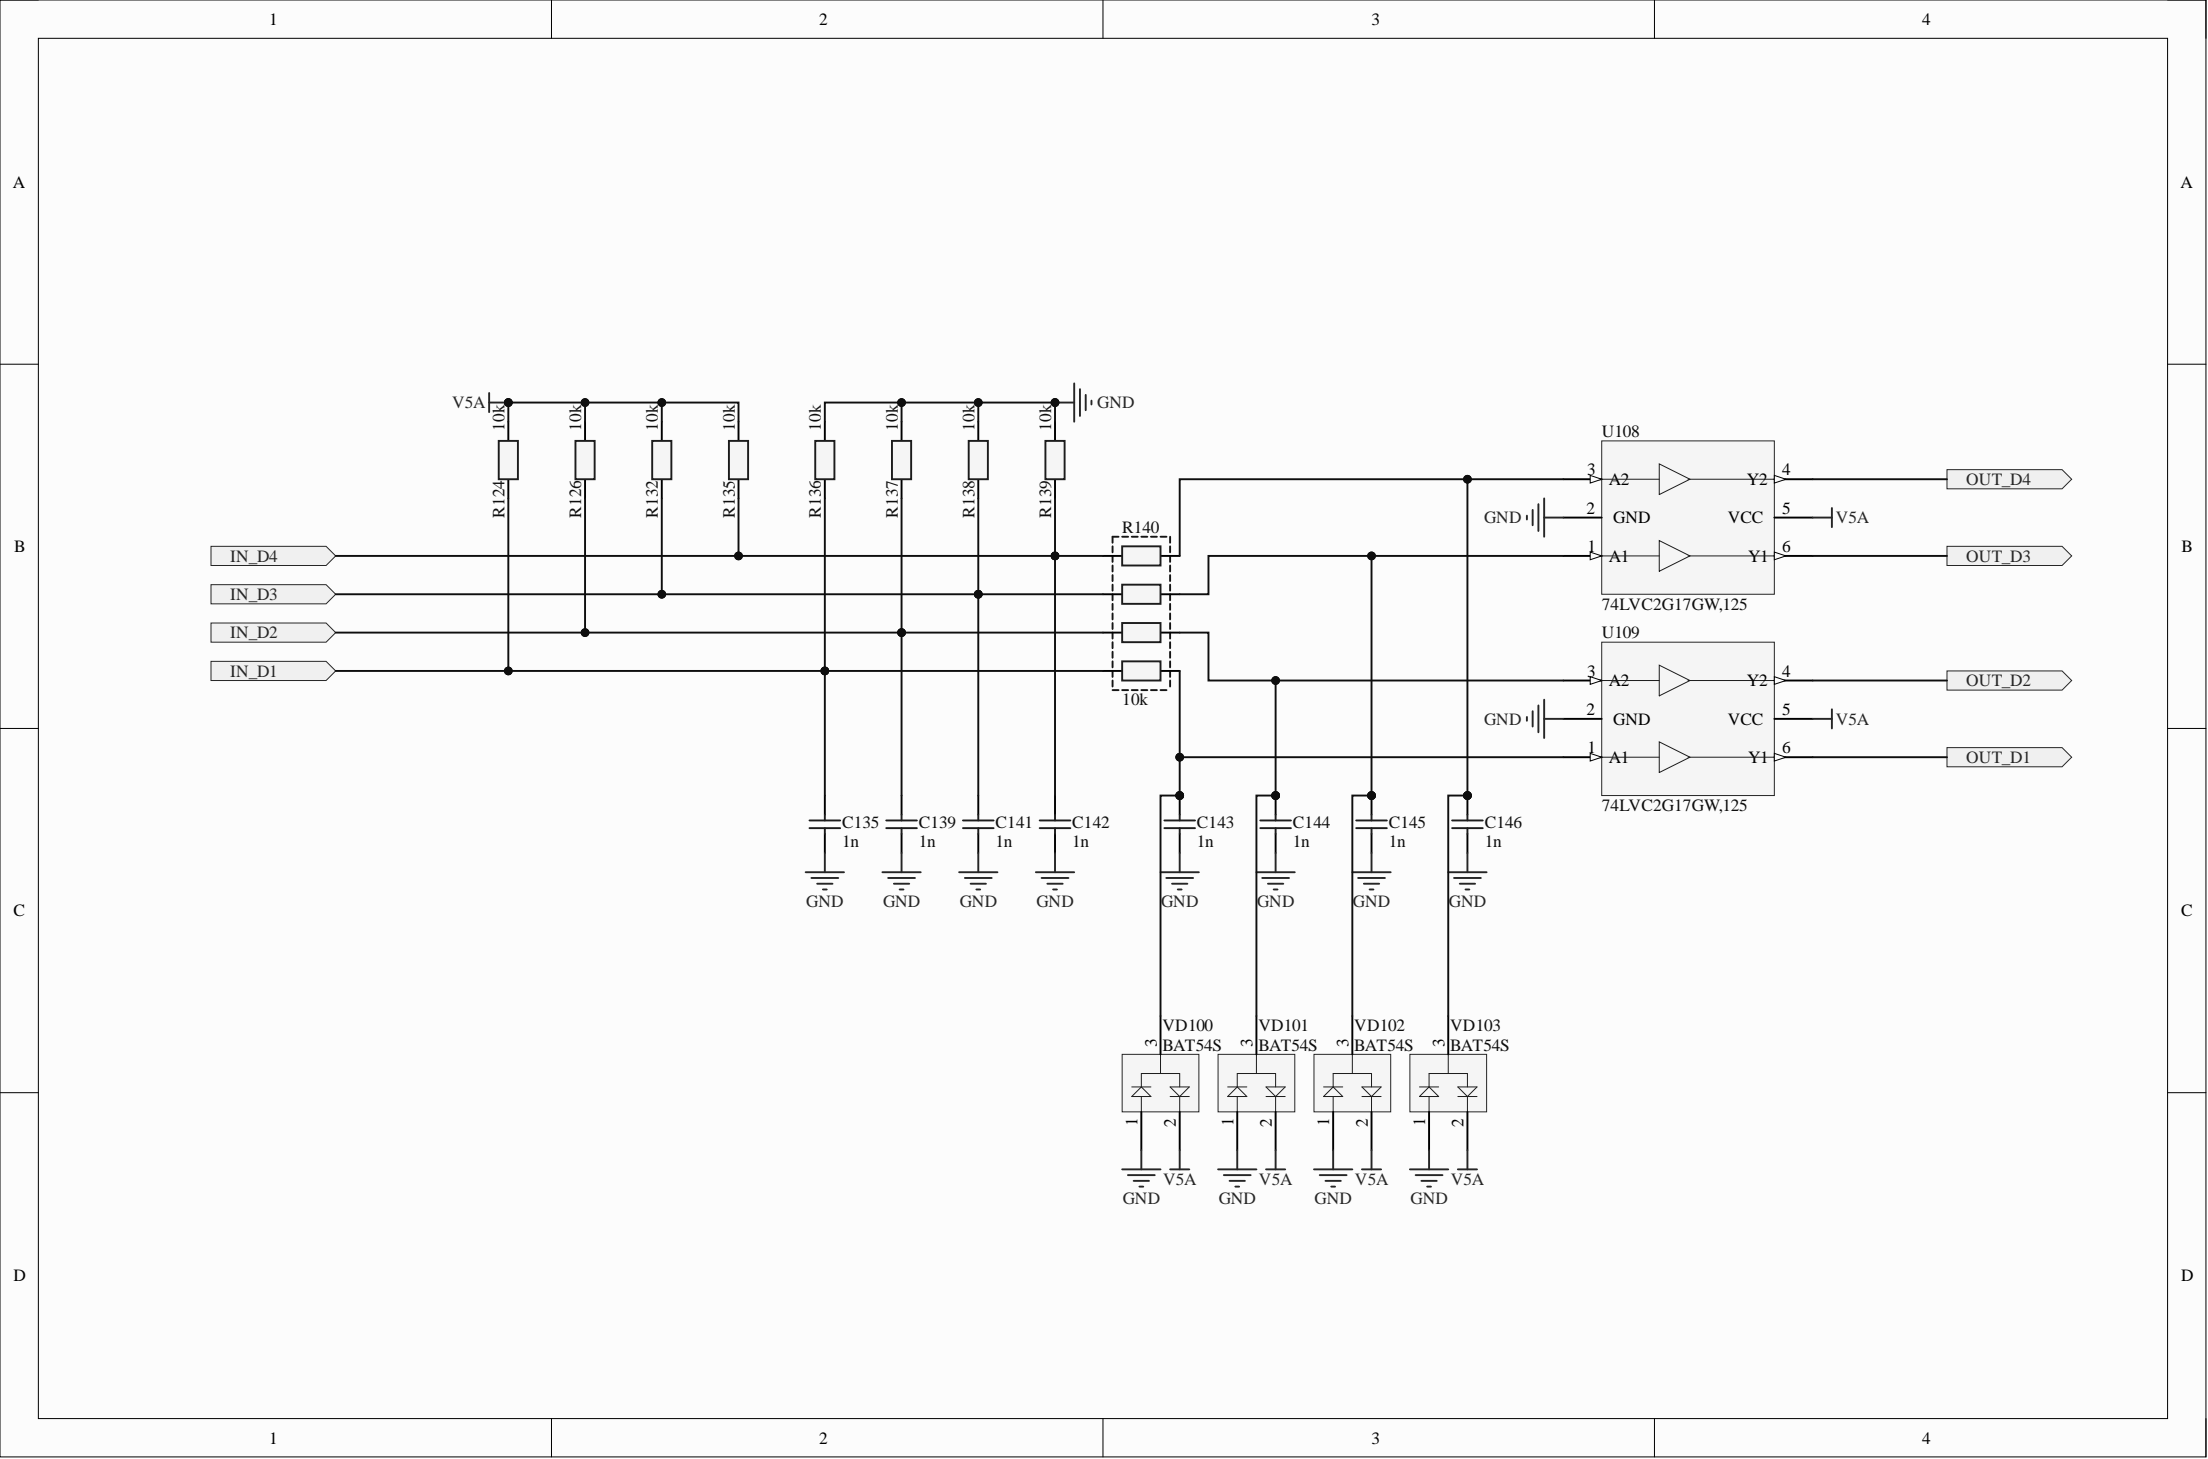 1 2 3 4
A A
V5A 10k 10k 10k 10k 10k 10k 10k 10k GND
R124 R126 R132 R135 R136 R137 R138 R139
U108
3 A2 Y2 4 OUT_D4
GND 2 GND VCC 5 V5A
R140
B B
IN_D4 1 A1 Y1 6 OUT_D3
IN_D3
74LVC2G17GW,125
IN_D2 U109
IN_D1 3 A2 Y2 4 OUT_D2
10k
GND 2 GND VCC 5 V5A
1 A1 Y1 6 OUT_D1
74LVC2G17GW,125
C135 C139 C141 C142 C143 C144 C145 C146
1n 1n 1n 1n 1n 1n 1n 1n
GND GND GND GND GND GND GND GND
C C
VD100 VD101 VD102 VD103
3 BAT54S 3 BAT54S 3 BAT54S 3 BAT54S
1 2 1 2 1 2 1 2
V5A V5A V5A V5A
GND GND GND GND
D D
1 2 3 4